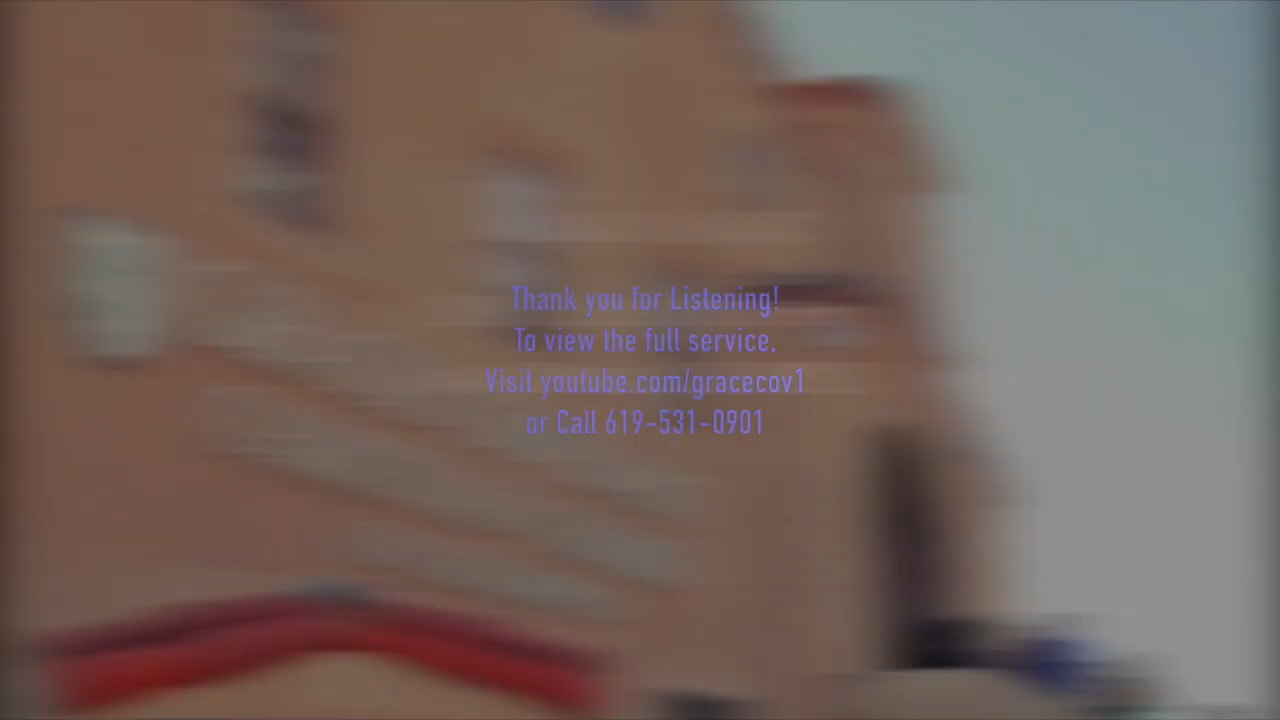 Thank you for Listening!
To view the full service.
Visit youtube.com/gracecov1
or Call 619-531-0901